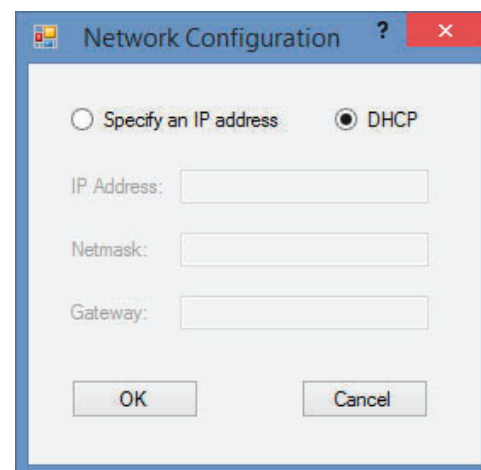 Network Configuration ? ×
Specify an IP address DHCP
IP Address:
Netmask:
Gateway:
OK Cancel